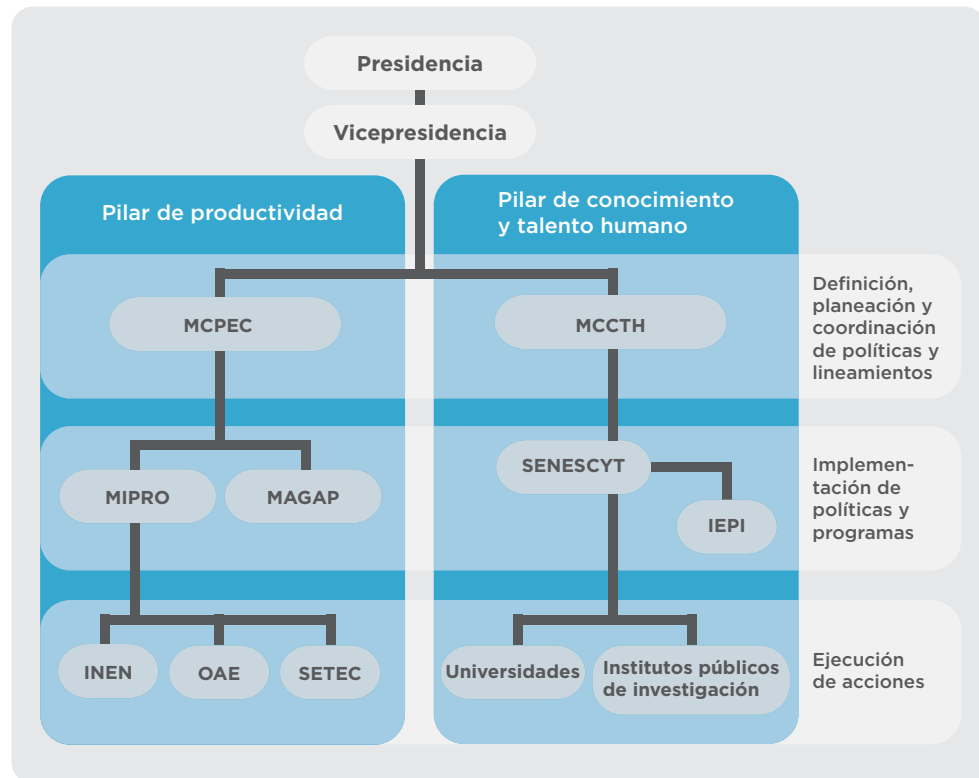 Presidencia
Vicepresidencia
Pilar de productividad
Pilar de conocimiento
y talento humano
MCPEC
MCCTH
Definición,
planeación y
coordinación
de políticas y
lineamientos
MIPRO
MAGAP
SENESCYT
IEPI
Implemen-
tación de
políticas y
programas
INEN
OAE
SETEC
Universidades
Institutos públicos
de investigación
Ejecución
de acciones